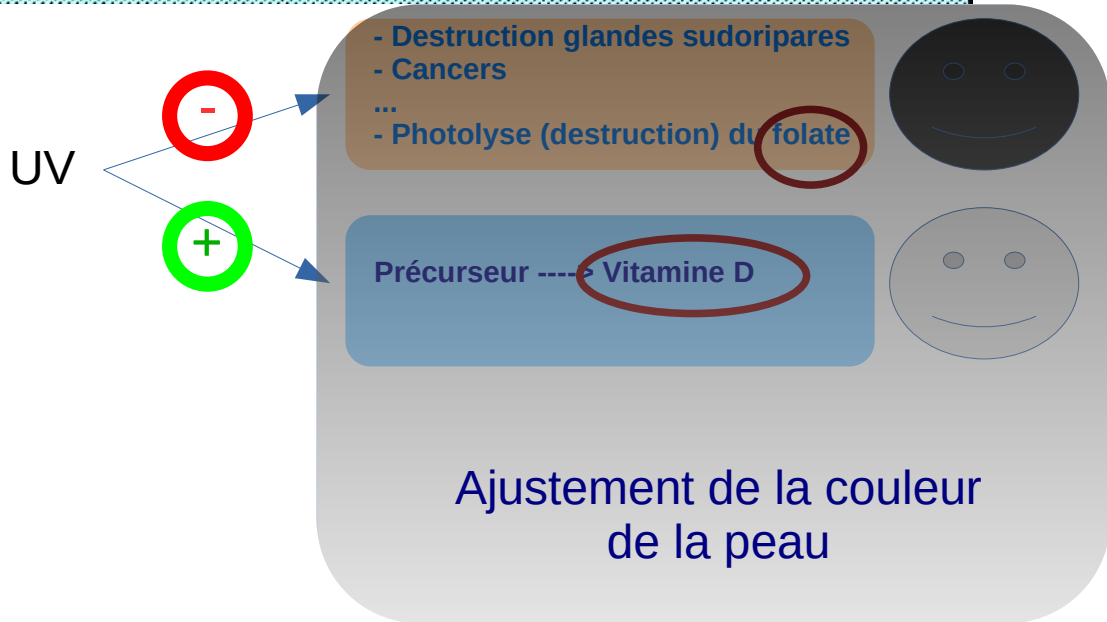 - Destruction glandes sudoripares
- Cancers
...
- Photolyse (destruction) du folate
-
UV
+
Précurseur ----> Vitamine D
Ajustement de la couleur
de la peau